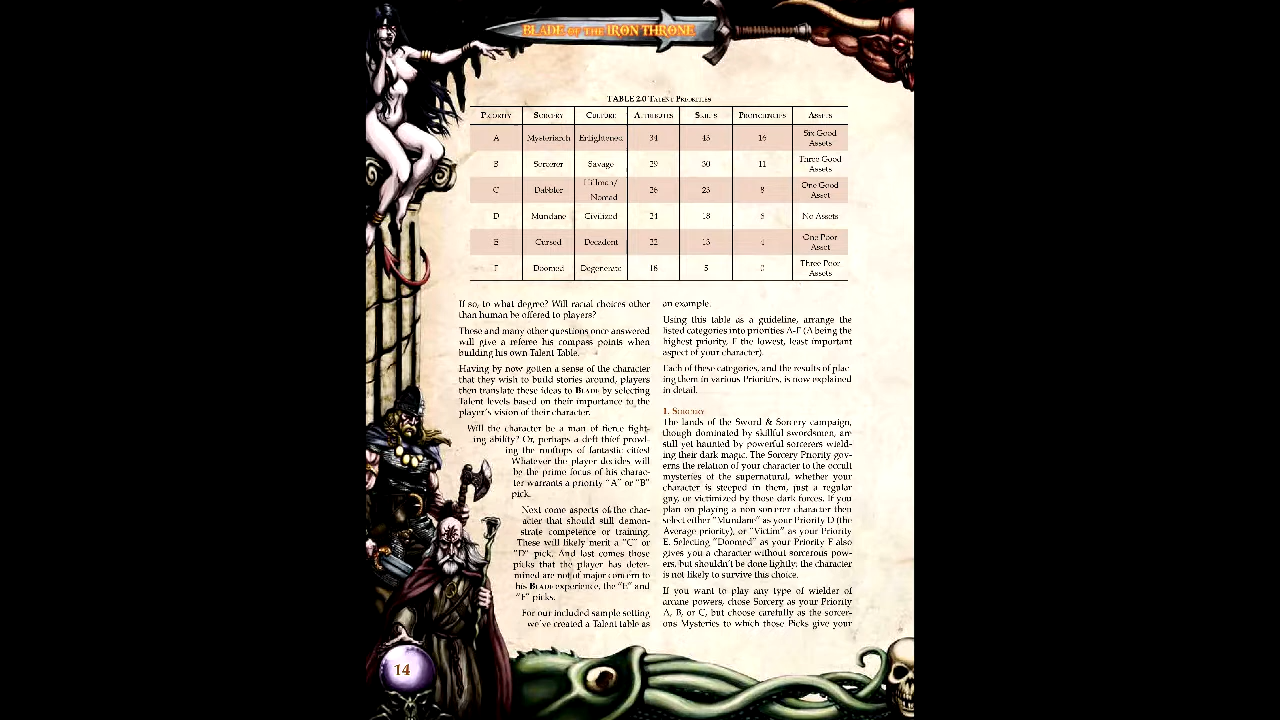 BLADE OF THE IRON THRONE
TABLE 2.0 TALENT PRIORITIES
PRIORITY SORCERY CULTURE ATTRIBUTES SKILLS PROFICIENCIES ASSETS
A Mysteriarch Enlightened 34 43 16 Six Good Assets
B Sorcerer Savage 29 30 11 Three Good Assets
C Dabbler Hillman/ Nomad 26 23 8 One Good Asset
D Mundane Civilized 24 18 6 No Assets
E Cursed Decadent 22 13 4 One Poor Asset
F Doomed Degenerate 16 5 Three Poor Assets
If so, to what degree? Will racial choices other
than human be offered to players?
These and many other questions once answered
will give a referee his compass points when
building his own Talent Table.
Having by now gotten a sense of the character
that they wish to build stories around, players
then translate these ideas to BLADE by selecting
Talent levels based on their importance to the
player's vision of their character.
Will the character be a man of fierce fight-
ing ability? Or, perhaps a deft thief prowl-
ing the rooftops of fantastic cities!
Whatever the player decides will
be the prime focus of his charac-
ter warrants a priority "A" or "B"
pick.
Next come aspects of the char-
acter that should still demon-
strate competence or training.
These will likely merit a "C" or
"D" pick. And last comes those
picks that the player has deter-
mined are not of major concern to
his BLADE experience, the "E" and
"F" picks.
For our included sample setting
we've created a Talent table as
an example.
Using this table as a guideline, arrange the
listed categories into priorities A-F (A being the
highest priority, F the lowest, least important
aspect of your character).
Each of these categories, and the results of plac-
ing them in various Priorities, is now explained
in detail.
1. SORCERY
The lands of the Sword & Sorcery campaign,
though dominated by skillful swordsmen, are
still yet haunted by powerful sorcerers wield-
ing their dark magic. The Sorcery Priority gov-
erns the relation of your character to the occult
mysteries of the supernatural, whether your
character is steeped in them, just a regular
guy, or victimized by those dark forces. If you
plan on playing a non-sorcerer character then
select either "Mundane" as your Priority D (the
Average priority), or "Victim" as your Priority
E. Selecting "Doomed" as your Priority F also
gives you a character without sorcerous pow-
ers, but shouldn't be done lightly; the character
is not likely to survive this choice.
If you want to play any type of wielder of
arcane powers, chose Sorcery as your Priority
A, B, or C, but choose carefully as the sorcer-
ous Mysteries to which those Picks give your
14